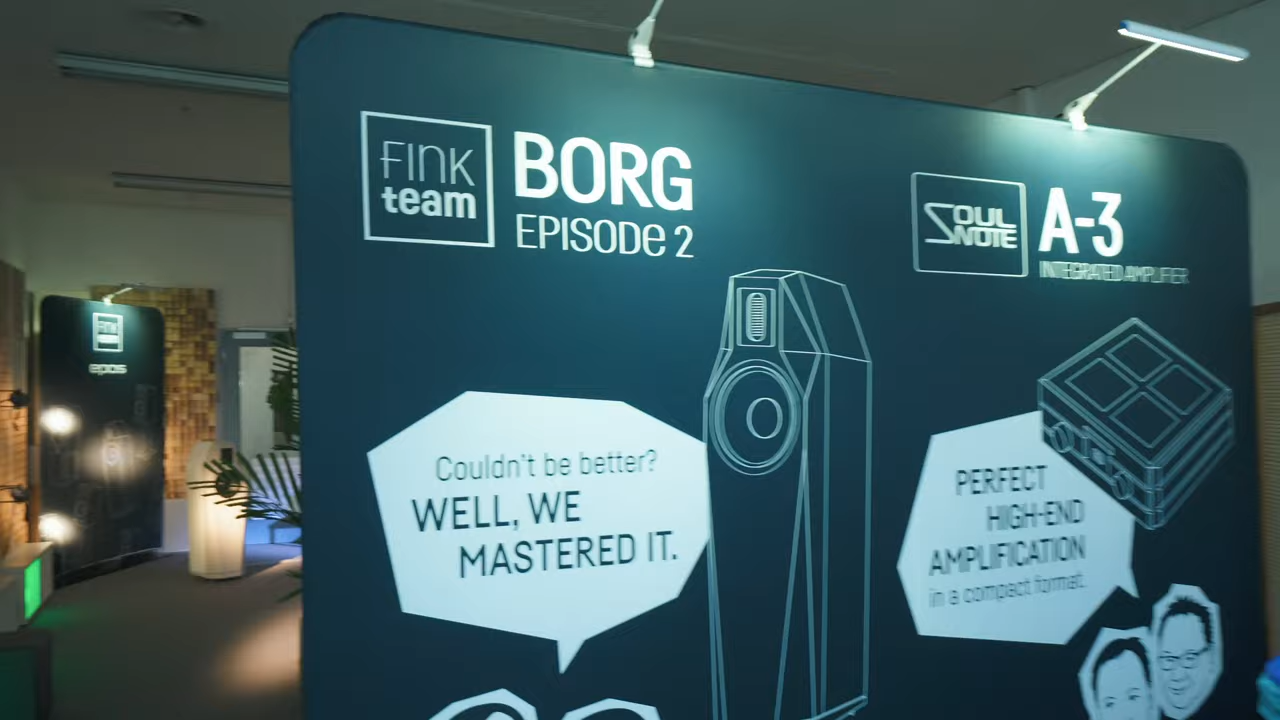 FINK
team
BORG
EPISODE 2
SOUL
NOTE
A-3
INTEGRATED AMPLIFIER
Couldn't be better?
WELL, WE
MASTERED IT.
PERFECT
HIGH-END
AMPLIFICATION
in a compact format.
FINK
team
epos